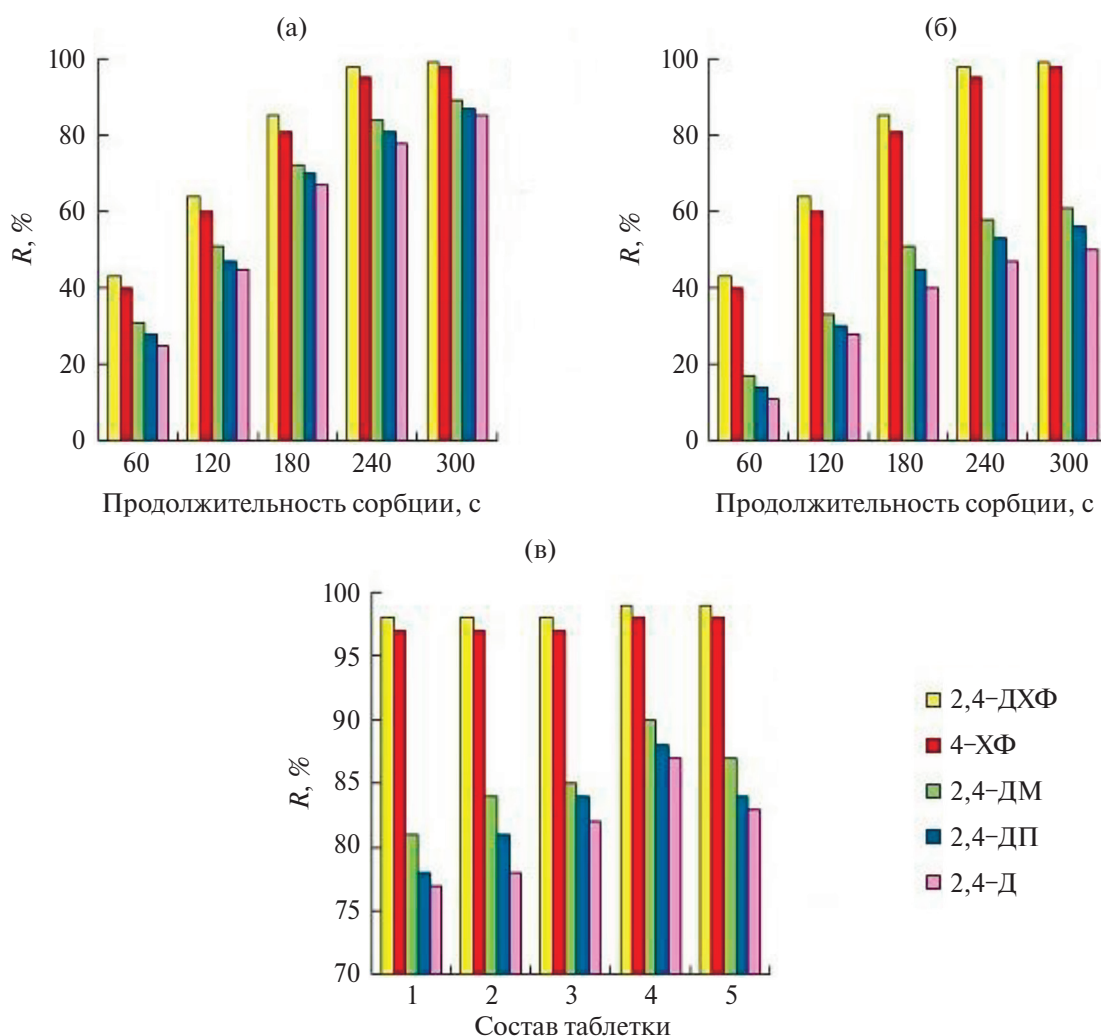 (а)
100
80
60
40
20
0
R, %
60 120 180 240 300
Продолжительность сорбции, с
(б)
100
80
60
40
20
0
R, %
60 120 180 240 300
Продолжительность сорбции, с
(в)
100
95
90
85
80
75
70
R, %
1 2 3 4 5
Состав таблетки
2,4-ДХФ
4-ХФ
2,4-ДМ
2,4-ДП
2,4-Д